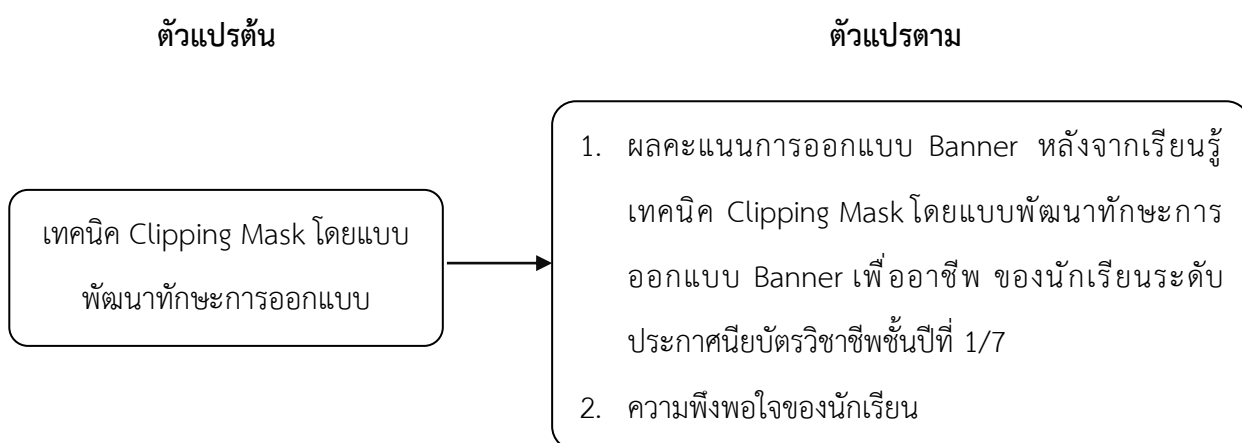 ตัวแปรต้น
ตัวแปรตาม
เทคนิค Clipping Mask โดยแบบ
พัฒนาทักษะการออกแบบ
1. ผลคะแนนการออกแบบ Banner หลังจากเรียนรู้
เทคนิค Clipping Mask โดยแบบพัฒนาทักษะการ
ออกแบบ Banner เพื่ออาชีพ ของนักเรียนระดับ
ประกาศนียบัตรวิชาชีพชั้นปีที่ 1/7
2. ความพึงพอใจของนักเรียน